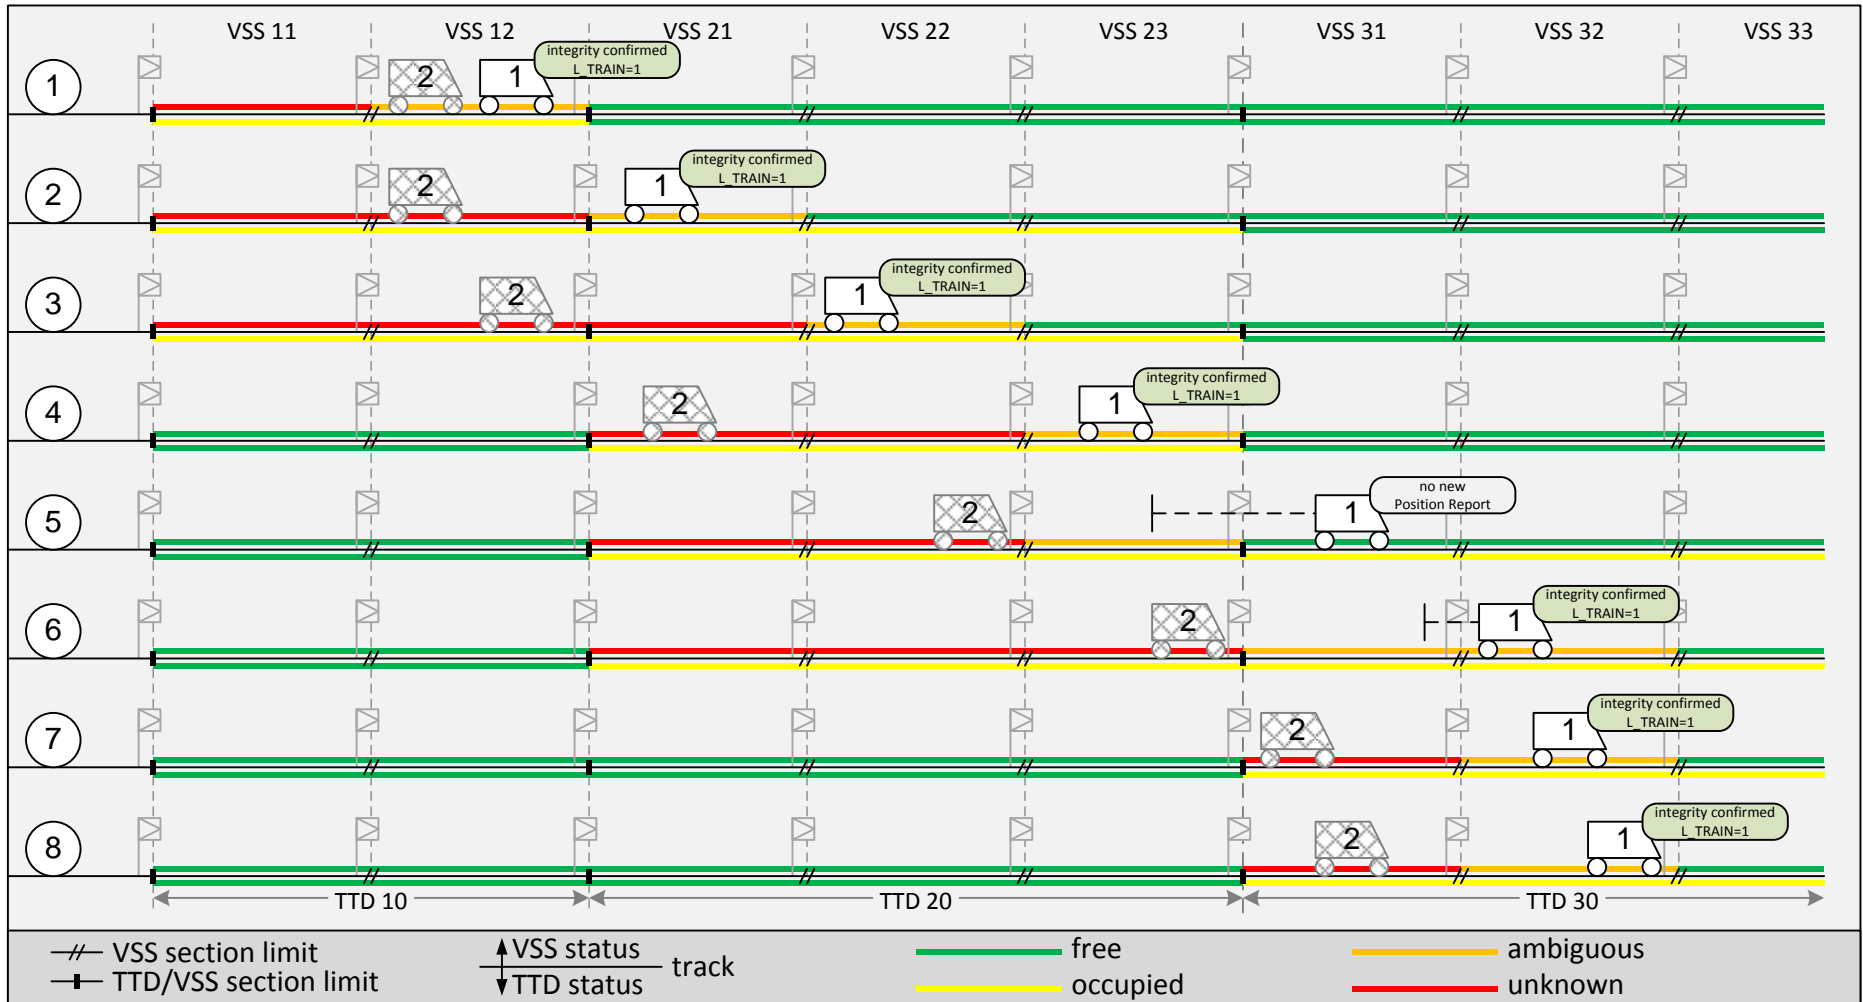 VSS 11 VSS 12 VSS 21 VSS 22 VSS 23 VSS 31 VSS 32 VSS 33
1
2
1
integrity confirmed
L_TRAIN=1
2
2
1
integrity confirmed
L_TRAIN=1
3
2
1
integrity confirmed
L_TRAIN=1
4
2
1
integrity confirmed
L_TRAIN=1
5
2
1
no new
Position Report
6
2
1
integrity confirmed
L_TRAIN=1
7
2
1
integrity confirmed
L_TRAIN=1
8
2
1
integrity confirmed
L_TRAIN=1
TTD 10 TTD 20 TTD 30
VSS section limit
TTD/VSS section limit
VSS status
TTD status
track
free
occupied
ambiguous
unknown